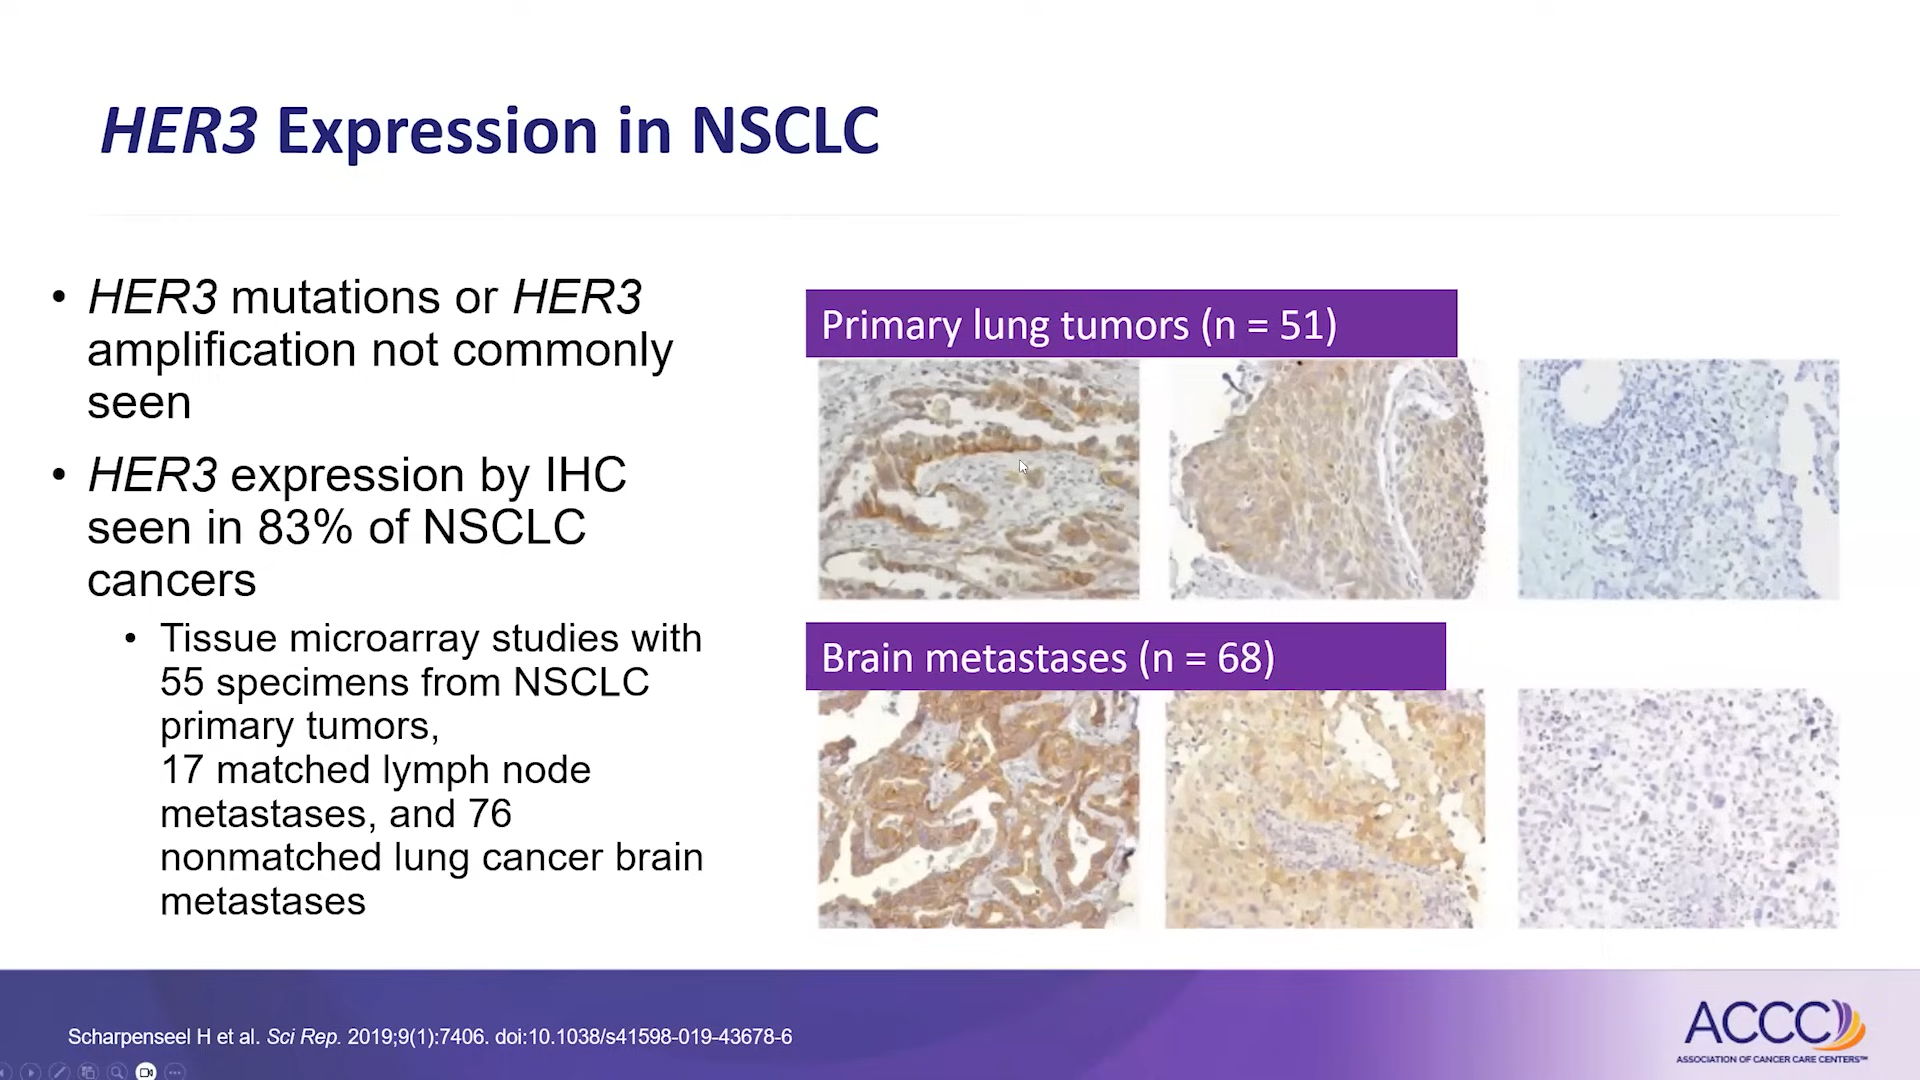 HER3 Expression in NSCLC
• HER3 mutations or HER3
amplification not commonly
seen
• HER3 expression by IHC
seen in 83% of NSCLC
cancers
• Tissue microarray studies with
55 specimens from NSCLC
primary tumors,
17 matched lymph node
metastases, and 76
nonmatched lung cancer brain
metastases
Primary lung tumors (n = 51)
Brain metastases (n = 68)
Scharpenseel H et al. Sci Rep. 2019;9(1):7406. doi:10.1038/s41598-019-43678-6
ACCC
ASSOCIATION OF CANCER CARE CENTERS™